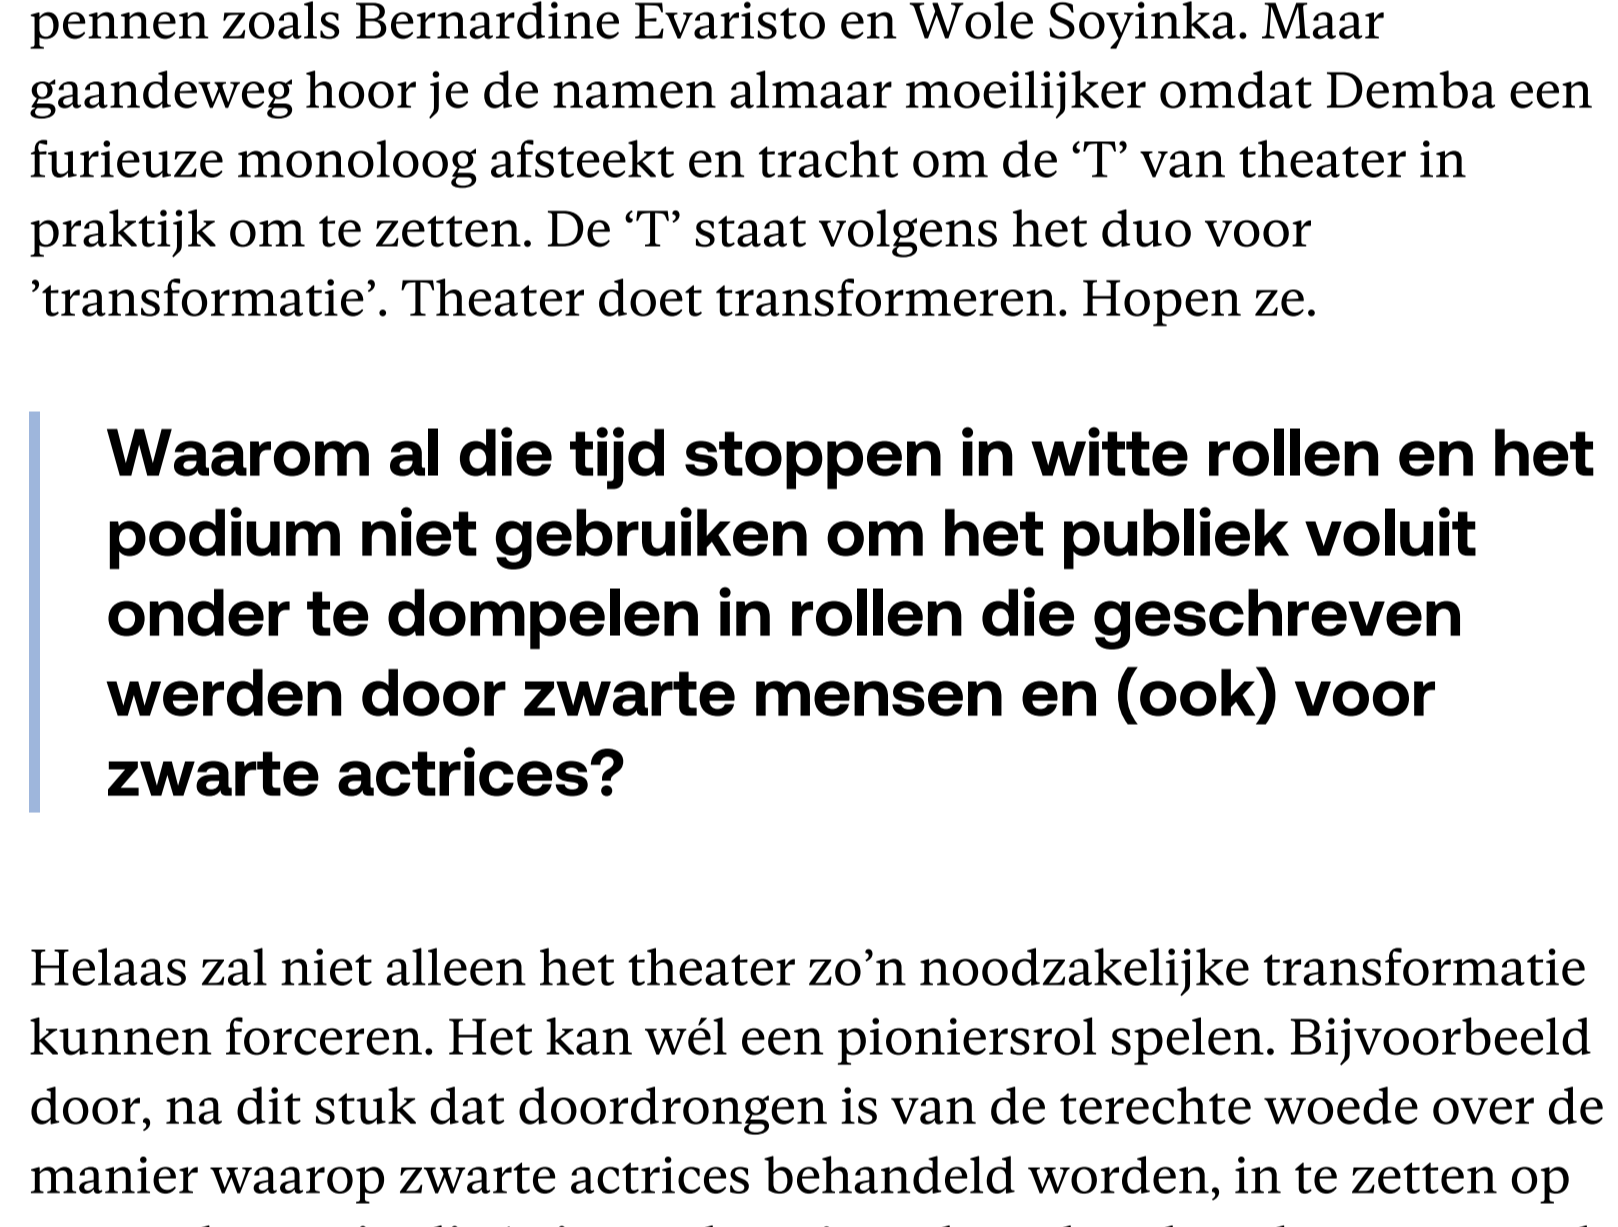 pennen zoals Bernardine Evaristo en Wole Soyinka. Maar
gaandeweg hoor je de namen almaar moeilijker omdat Demba een
furieuze monoloog afsteekt en tracht om de ‘T’ van theater in
praktijk om te zetten. De ‘T’ staat volgens het duo voor
’transformatie’. Theater doet transformeren. Hopen ze.
Waarom al die tijd stoppen in witte rollen en het
podium niet gebruiken om het publiek voluit
onder te dompelen in rollen die geschreven
werden door zwarte mensen en (ook) voor
zwarte actrices?
Helaas zal niet alleen het theater zo’n noodzakelijke transformatie
kunnen forceren. Het kan wél een pioniersrol spelen. Bijvoorbeeld
door, na dit stuk dat doordrongen is van de terechte woede over de
manier waarop zwarte actrices behandeld worden, in te zetten op